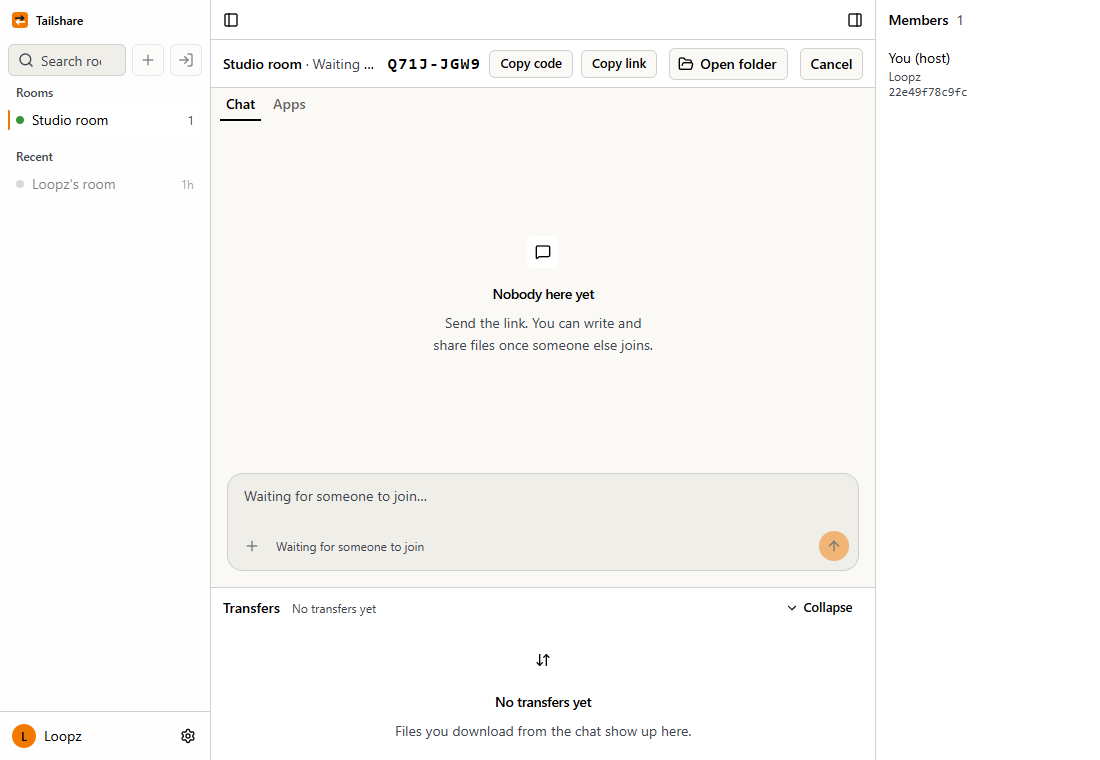 Tailshare
Search ro
Rooms
Studio room 1
Recent
Loopz's room 1h
L Loopz
Studio room · Waiting ... Q71J-JGW9 Copy code Copy link Open folder Cancel
Chat Apps
Nobody here yet
Send the link. You can write and
share files once someone else joins.
Waiting for someone to join...
Waiting for someone to join
Transfers No transfers yet Collapse
No transfers yet
Files you download from the chat show up here.
Members 1
You (host)
Loopz
22e49f78c9fc